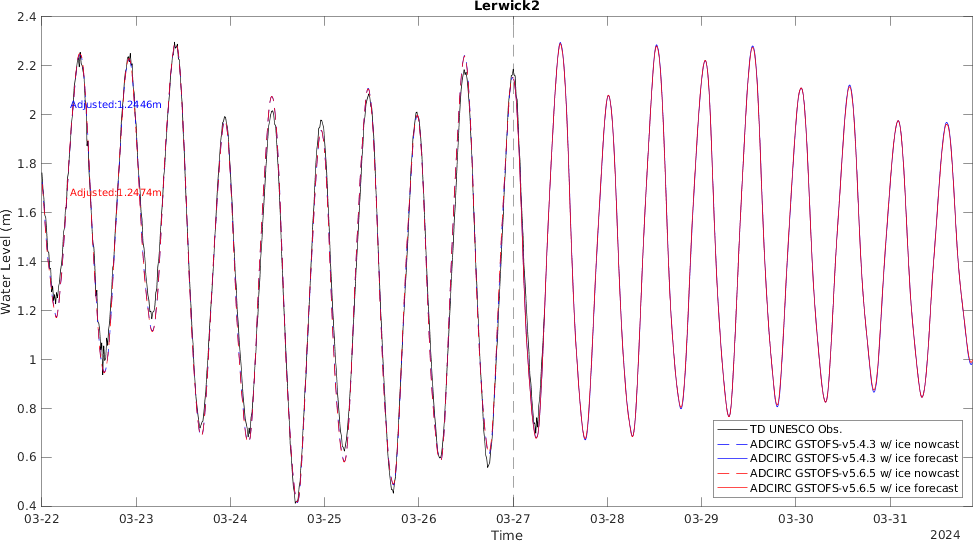 Lerwick2
2.4
2.2
2
1.8
1.6
1.4
1.2
1
0.8
0.6
0.4
Water Level (m)
Adjusted:1.2446m
Adjusted:1.2474m
TD UNESCO Obs.
ADCIRC GSTOFS-v5.4.3 w/ ice nowcast
ADCIRC GSTOFS-v5.4.3 w/ ice forecast
ADCIRC GSTOFS-v5.6.5 w/ ice nowcast
ADCIRC GSTOFS-v5.6.5 w/ ice forecast
03-22 03-23 03-24 03-25 03-26 03-27 03-28 03-29 03-30 03-31
Time
2024